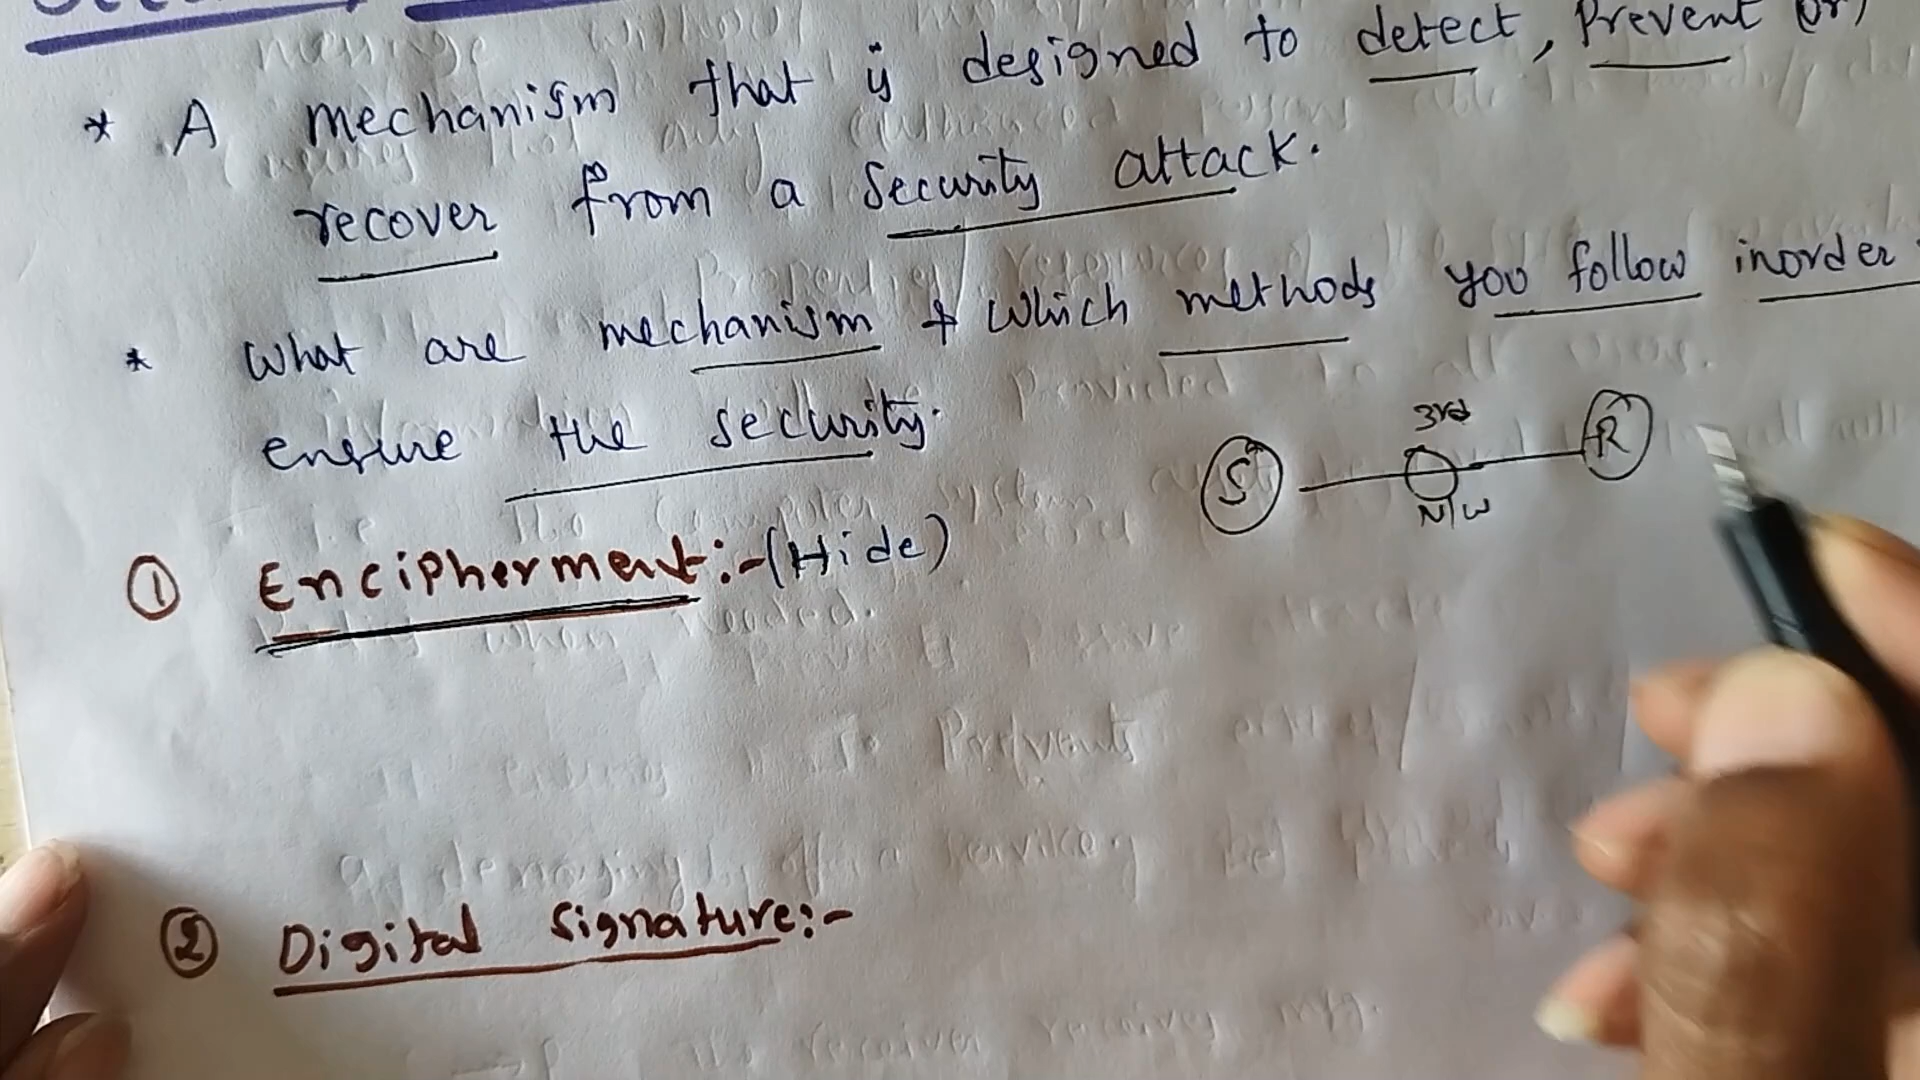 * A mechanism that is designed to detect, Prevent (or)
recover from a Security attack.
* What are mechanism & Which methods you follow inorder
ensure the security.
3rd
S R
N/W
① Encipherment:-(Hide)
② Digital Signature:-